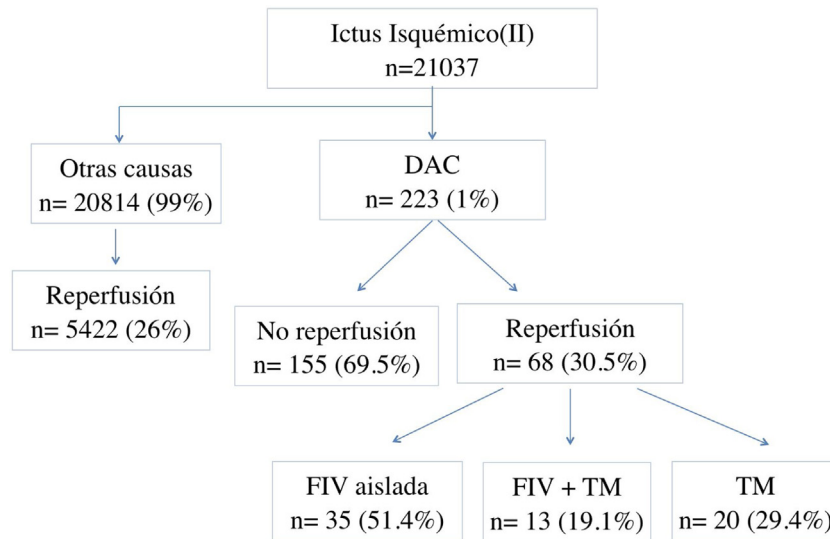 Ictus Isquémico(II)
n=21037
Otras causas
n= 20814 (99%)
DAC
n= 223 (1%)
Reperfusión
n= 5422 (26%)
No reperfusión
n= 155 (69.5%)
Reperfusión
n= 68 (30.5%)
FIV aislada
n= 35 (51.4%)
FIV + TM
n= 13 (19.1%)
TM
n= 20 (29.4%)